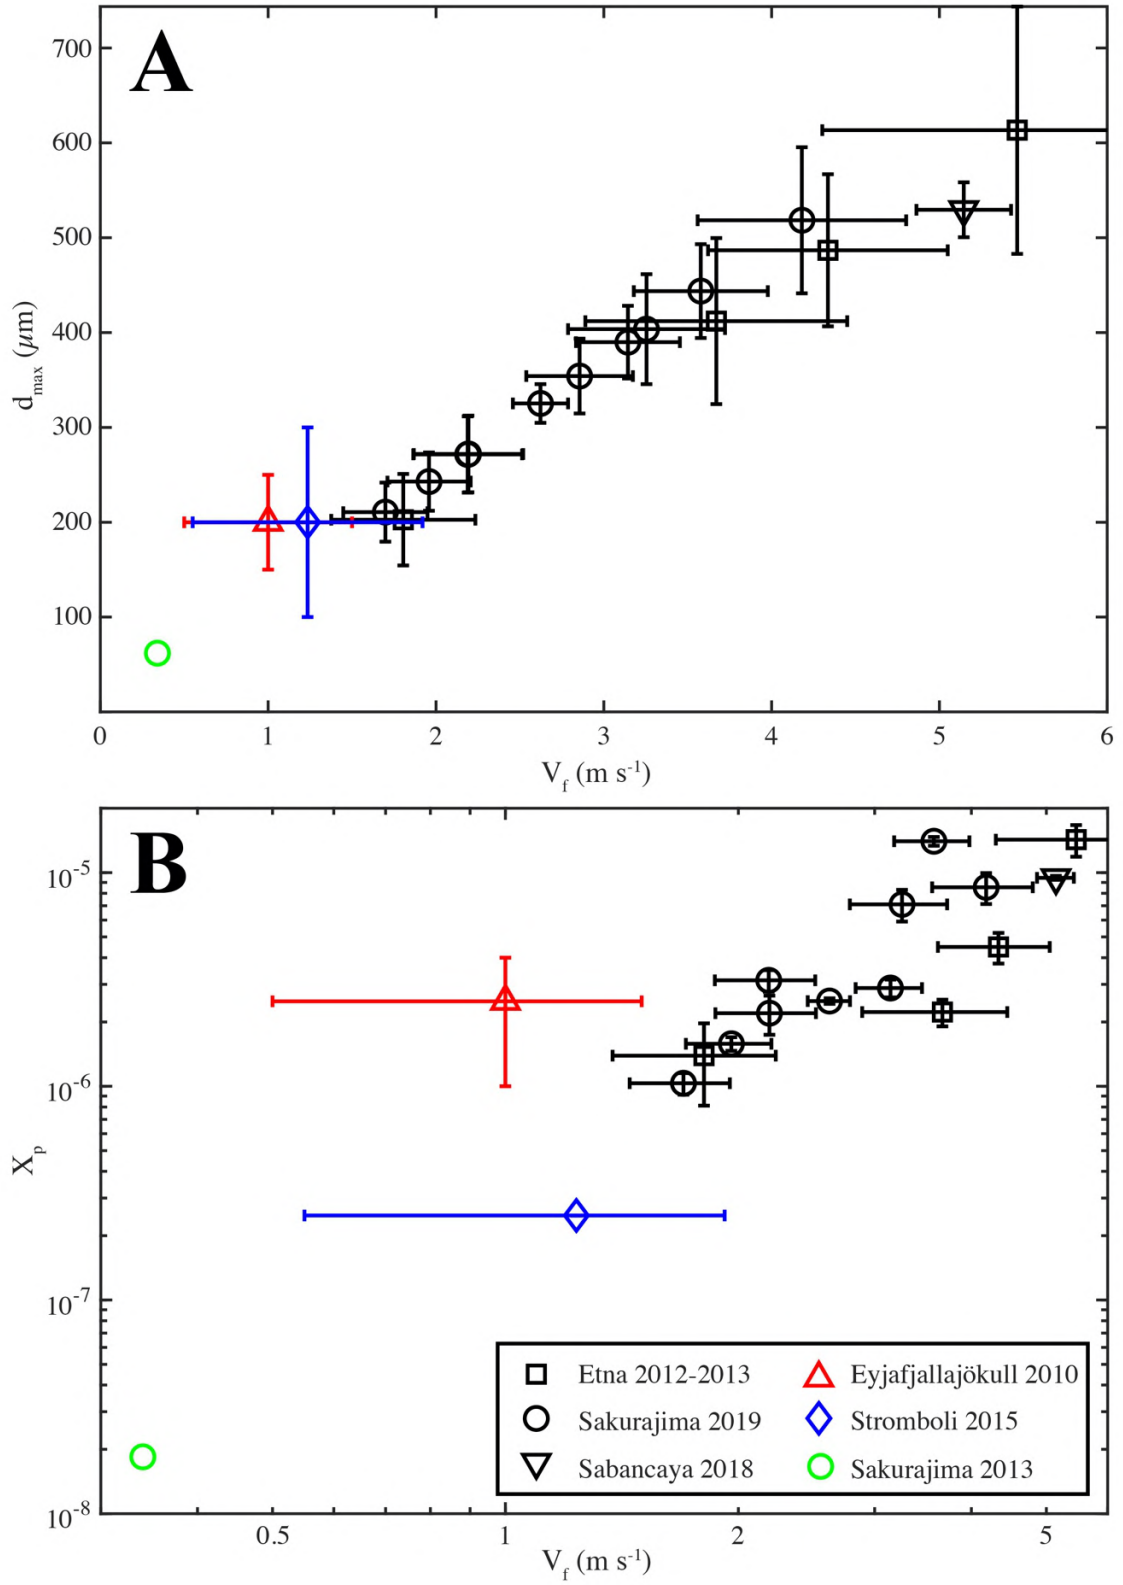 A
700
600
500
400
300
200
100
d_max (μm)
0 1 2 3 4 5 6
V_f (m s⁻¹)
B
10⁻⁵
10⁻⁶
10⁻⁷
10⁻⁸
X_p
0.5 1 2 5
V_f (m s⁻¹)
Etna 2012-2013
Eyjafjallajökull 2010
Sakurajima 2019
Stromboli 2015
Sabancaya 2018
Sakurajima 2013